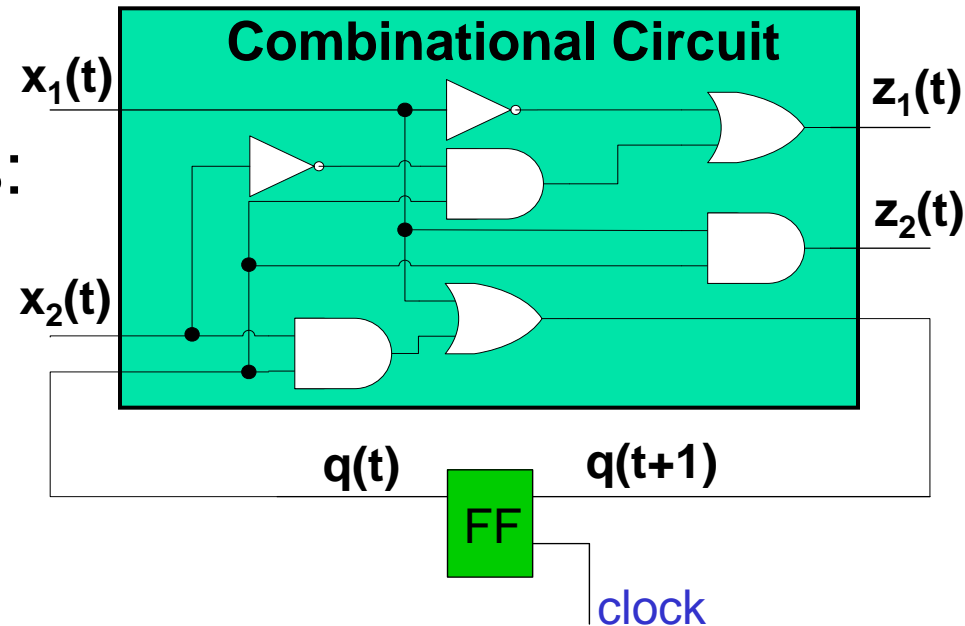 Combinational Circuit
x₁(t)
z₁(t)
:
z₂(t)
x₂(t)
q(t)
q(t+1)
FF
clock